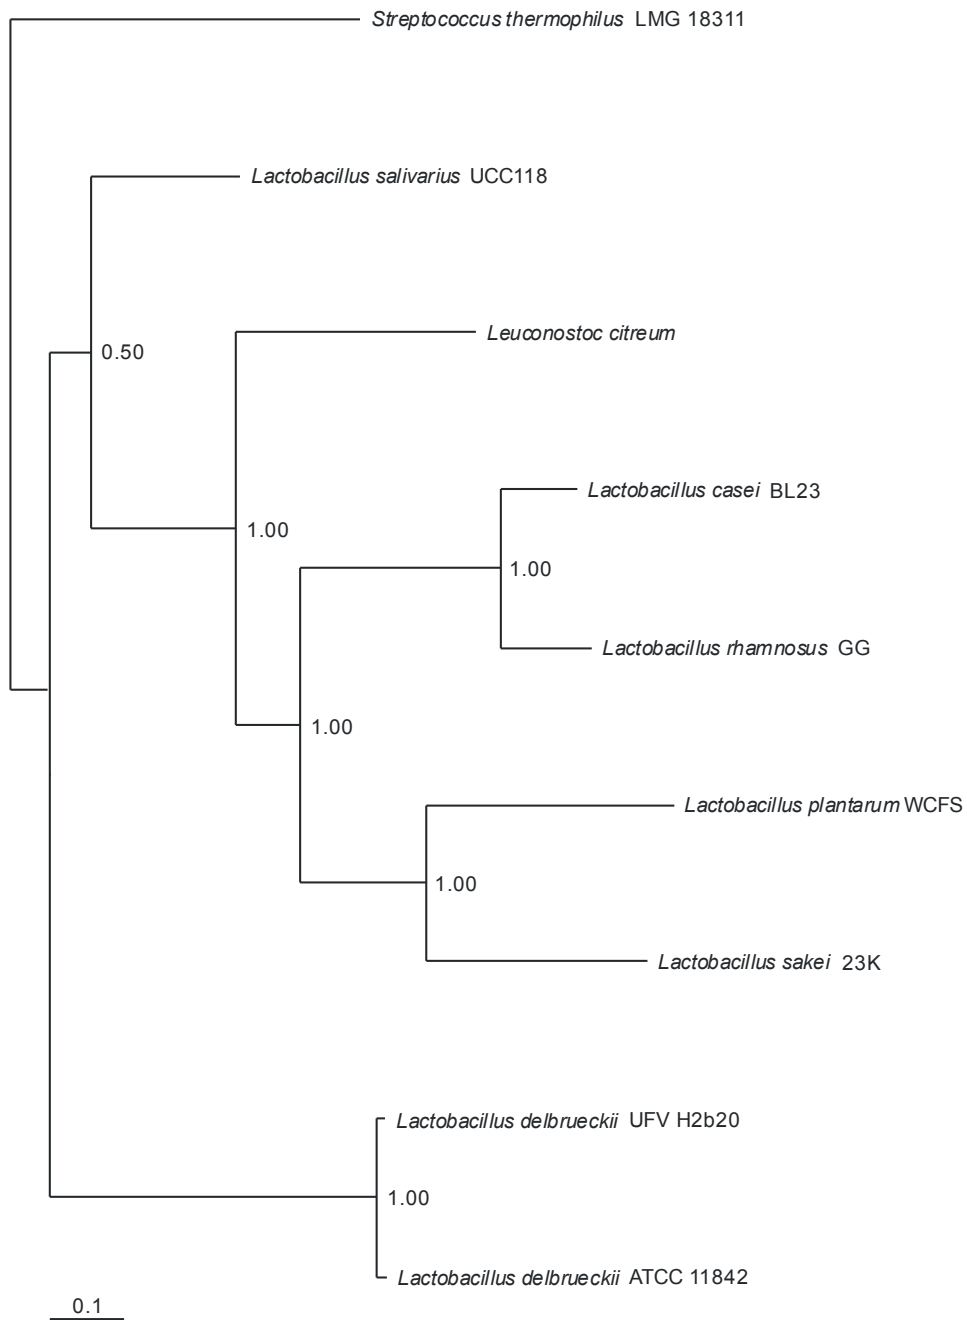 Streptococcus thermophilus LMG 18311
Lactobacillus salivarius UCC118
Leuconostoc citreum
0.50
Lactobacillus casei BL23
1.00
1.00
Lactobacillus rhamnosus GG
1.00
Lactobacillus plantarum WCFS
1.00
Lactobacillus sakei 23K
Lactobacillus delbrueckii UFV H2b20
1.00
Lactobacillus delbrueckii ATCC 11842
0.1